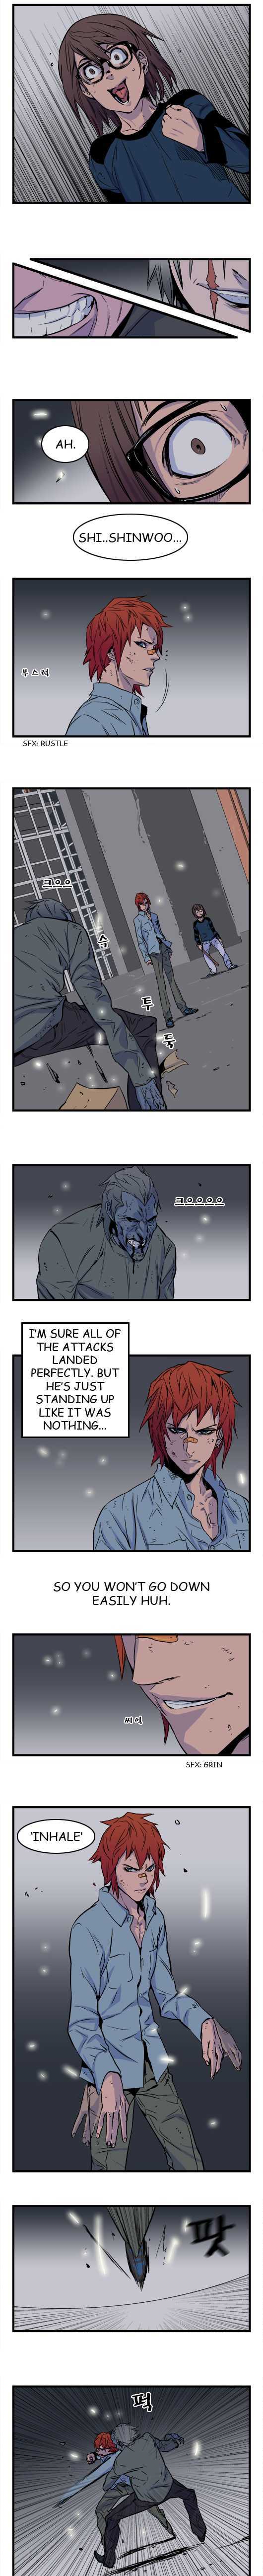 AH.
SHI..SHINWOO...
부스럭
SFX: RUSTLE
크으으
슥
투
둑
크으으으으
I'M SURE ALL OF
THE ATTACKS
LANDED
PERFECTLY. BUT
HE'S JUST
STANDING UP
LIKE IT WAS
NOTHING...
SO YOU WON'T GO DOWN
EASILY HUH.
씨익
SFX: GRIN
'INHALE'
팟
퍽